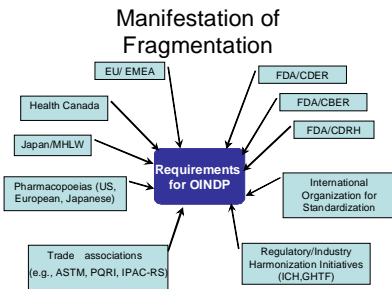 Manifestation of
Fragmentation
EU/ EMEA
FDA/CDER
Health Canada
FDA/CBER
FDA/CDRH
Japan/MHLW
Requirements
for OINDP
Pharmacopoeias (US,
European, Japanese)
International
Organization for
Standardization
Trade associations
(e.g., ASTM, PQRI, IPAC-RS)
Regulatory/Industry
Harmonization Initiatives
(ICH,GHTF)